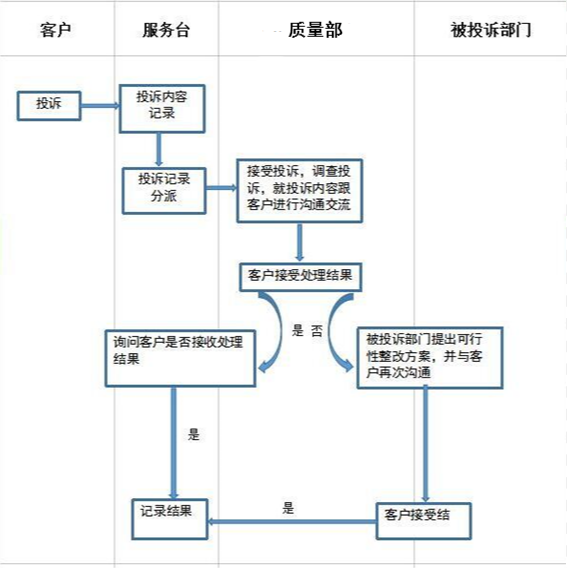 客户
服务台
质量部
被投诉部门
投诉
投诉内容
记录
投诉记录
分派
接受投诉，调查投
诉，就投诉内容跟
客户进行沟通交流
客户接受处理结果
是 否
询问客户是否接收处理
结果
被投诉部门提出可行
性整改方案，并与客
户再次沟通
是
记录结果
是
客户接受结